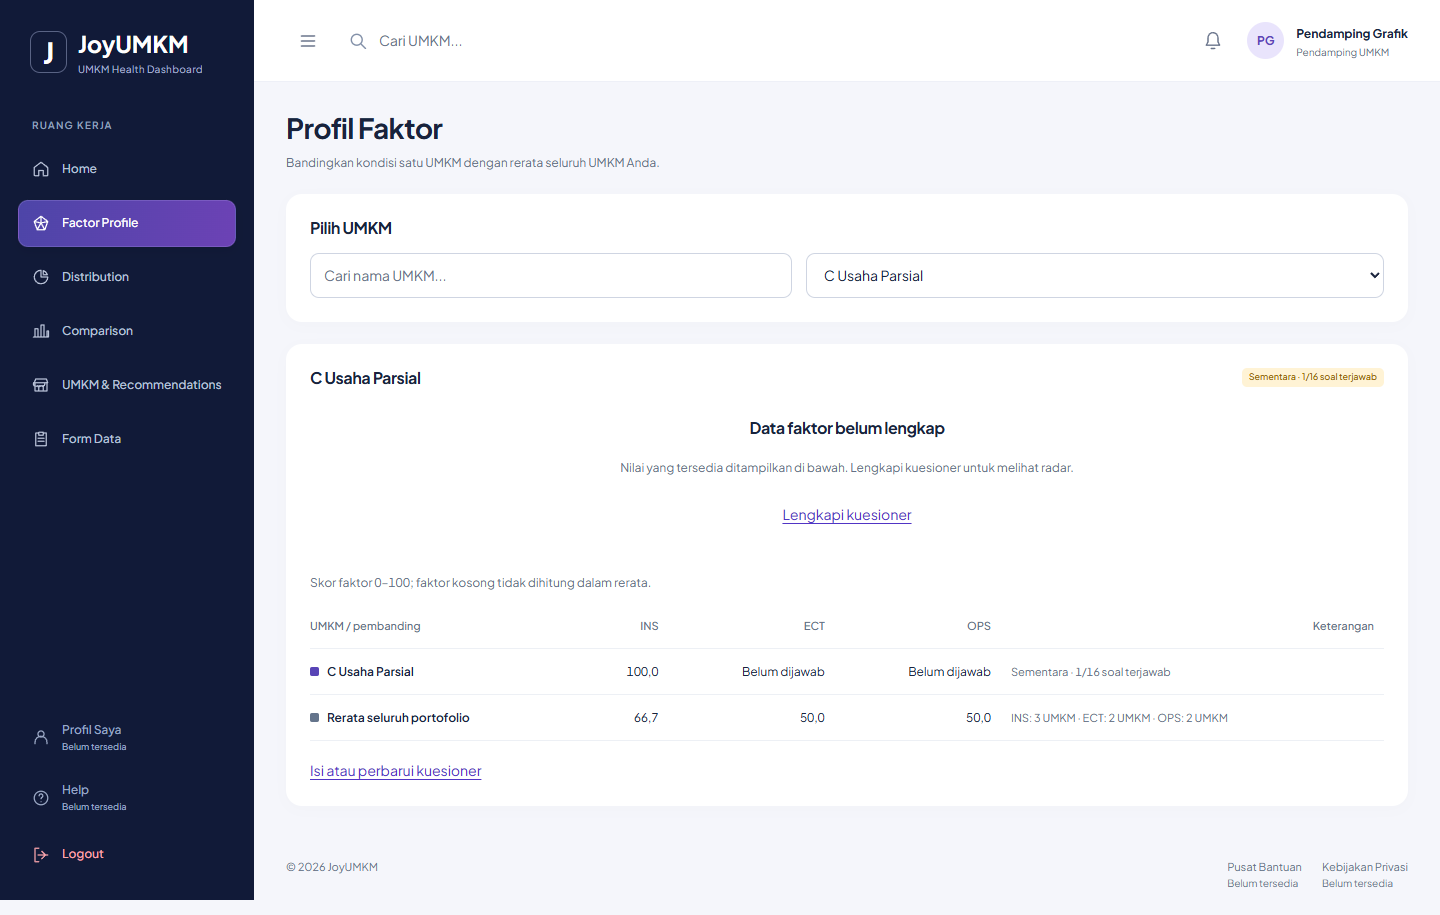 J
JoyUMKM
UMKM Health Dashboard
RUANG KERJA
Home
Factor Profile
Distribution
Comparison
UMKM & Recommendations
Form Data
Profil Saya
Belum tersedia
Help
Belum tersedia
Logout
Cari UMKM...
PG
Pendamping Grafik
Pendamping UMKM
Profil Faktor
Bandingkan kondisi satu UMKM dengan rerata seluruh UMKM Anda.
Pilih UMKM
Cari nama UMKM...
C Usaha Parsial
C Usaha Parsial
Sementara · 1/16 soal terjawab
Data faktor belum lengkap
Nilai yang tersedia ditampilkan di bawah. Lengkapi kuesioner untuk melihat radar.
Lengkapi kuesioner
Skor faktor 0–100; faktor kosong tidak dihitung dalam rerata.
UMKM / pembanding INS ECT OPS Keterangan
C Usaha Parsial 100,0 Belum dijawab Belum dijawab Sementara · 1/16 soal terjawab
Rerata seluruh portofolio 66,7 50,0 50,0 INS: 3 UMKM · ECT: 2 UMKM · OPS: 2 UMKM
Isi atau perbarui kuesioner
© 2026 JoyUMKM
Pusat Bantuan
Belum tersedia
Kebijakan Privasi
Belum tersedia